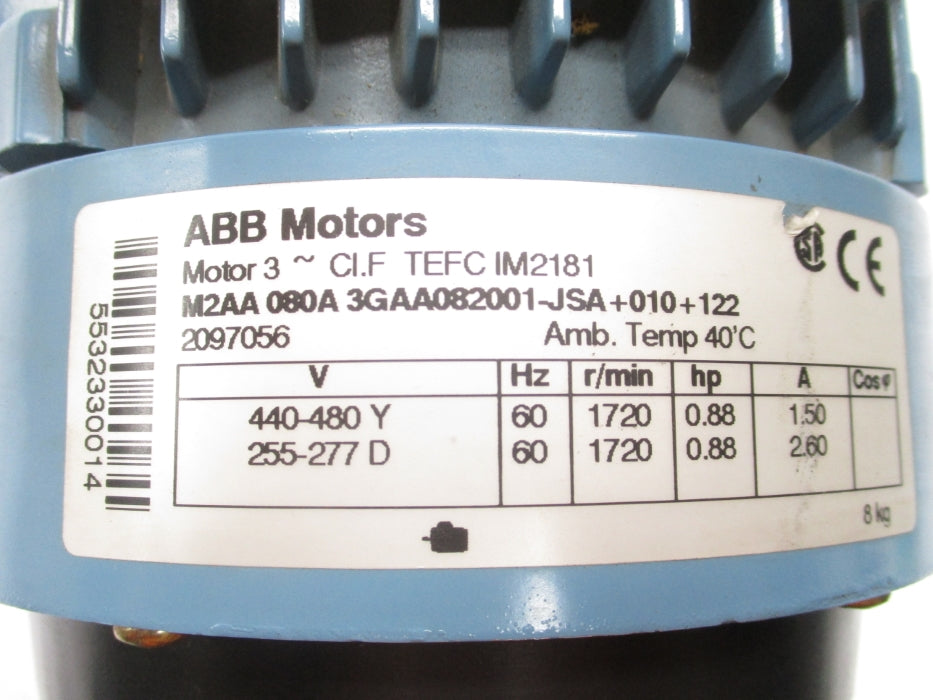 ABB Motors
Motor 3 ~ CI.F TEFC IM2181
M2AA 080A 3GAA082001-JSA+010+122
2097056 Amb. Temp 40'C
V Hz r/min hp A Cos φ
440-480 Y 60 1720 0.88 1.50
255-277 D 60 1720 0.88 2.60
8 kg
5532330014
SA
CE